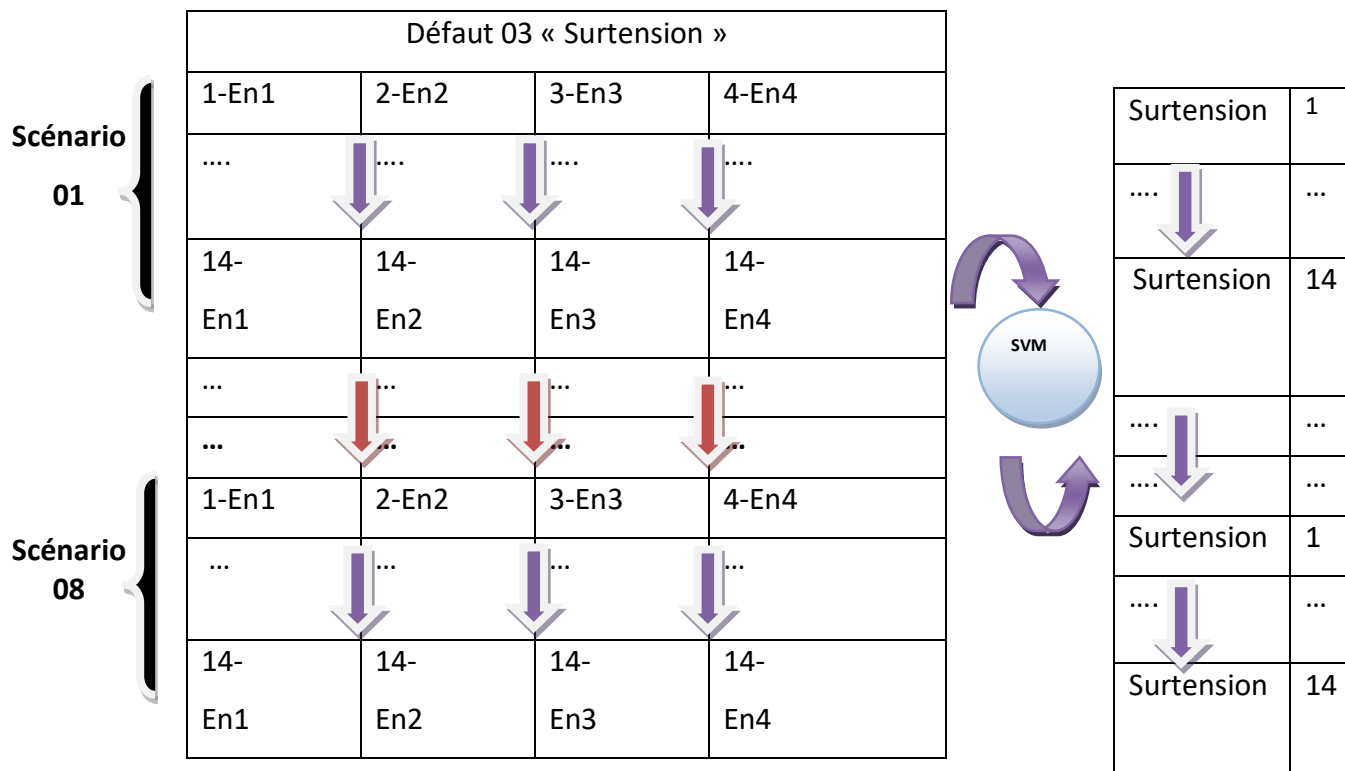 Défaut 03 « Surtension »
1-En1 2-En2 3-En3 4-En4
Scénario
01
.... .... .... ....
14- 14- 14- 14-
En1 En2 En3 En4
... ... ... ...
... ... ... ...
1-En1 2-En2 3-En3 4-En4
Scénario
08
... ... ... ...
14- 14- 14- 14-
En1 En2 En3 En4
SVM
Surtension 1
.... ...
Surtension 14
.... ...
.... ...
Surtension 1
.... ...
Surtension 14